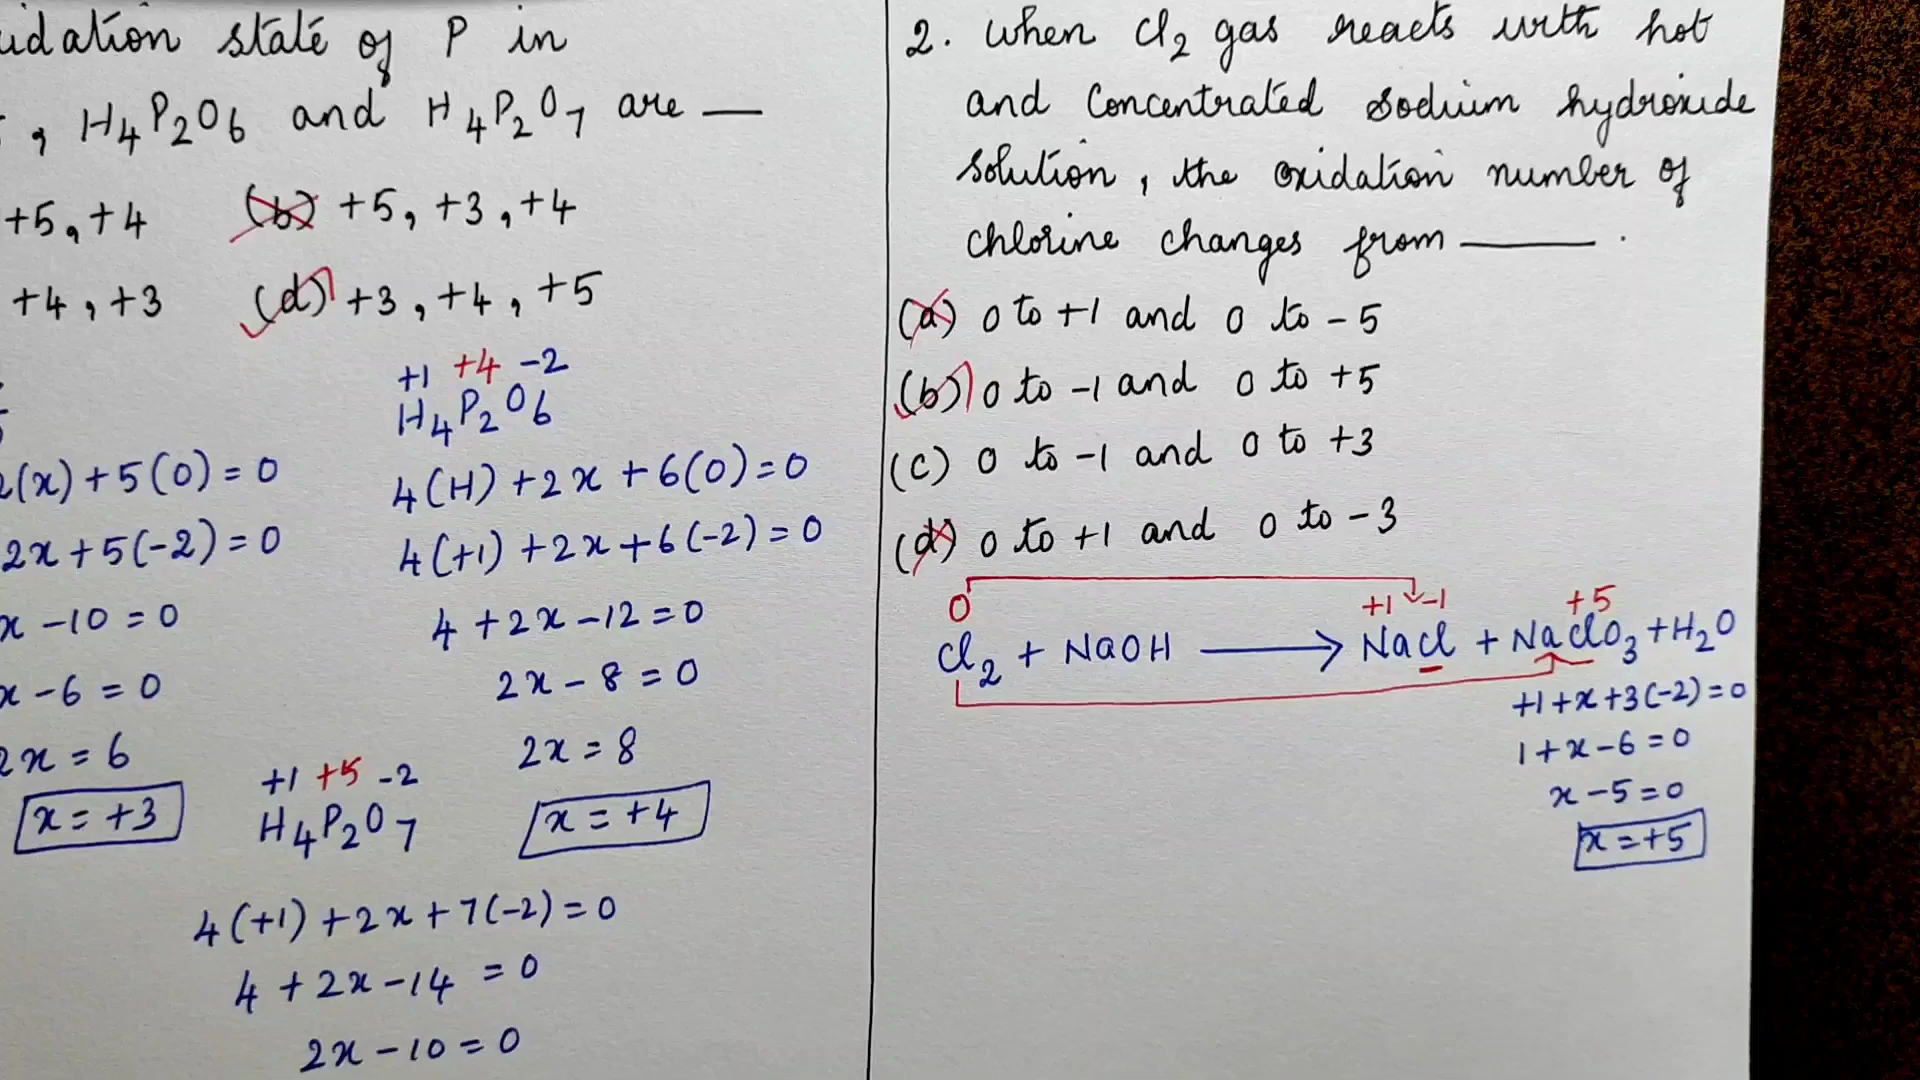 idation state of P in
, H4P2O6 and H4P2O7 are —
+5, +4 (b) +5, +3, +4
+4, +3 (d) +3, +4, +5
+1 +4 -2
H4P2O6
2(x) + 5(O) = 0
2x + 5(-2) = 0
x - 10 = 0
x - 6 = 0
2x = 6
x = +3
4(H) + 2x + 6(O) = 0
4(+1) + 2x + 6(-2) = 0
4 + 2x - 12 = 0
2x - 8 = 0
2x = 8
x = +4
+1 +5 -2
H4P2O7
4(+1) + 2x + 7(-2) = 0
4 + 2x - 14 = 0
2x - 10 = 0
2. When Cl2 gas reacts with hot
and Concentrated Sodium hydroxide
solution, the oxidation number of
chlorine changes from ——— .
(a) 0 to +1 and 0 to -5
(b) 0 to -1 and 0 to +5
(c) 0 to -1 and 0 to +3
(d) 0 to +1 and 0 to -3
0 +1 -1 +5
Cl2 + NaOH ⟶ NaCl + NaClO3 + H2O
+1 + x + 3(-2) = 0
1 + x - 6 = 0
x - 5 = 0
x = +5